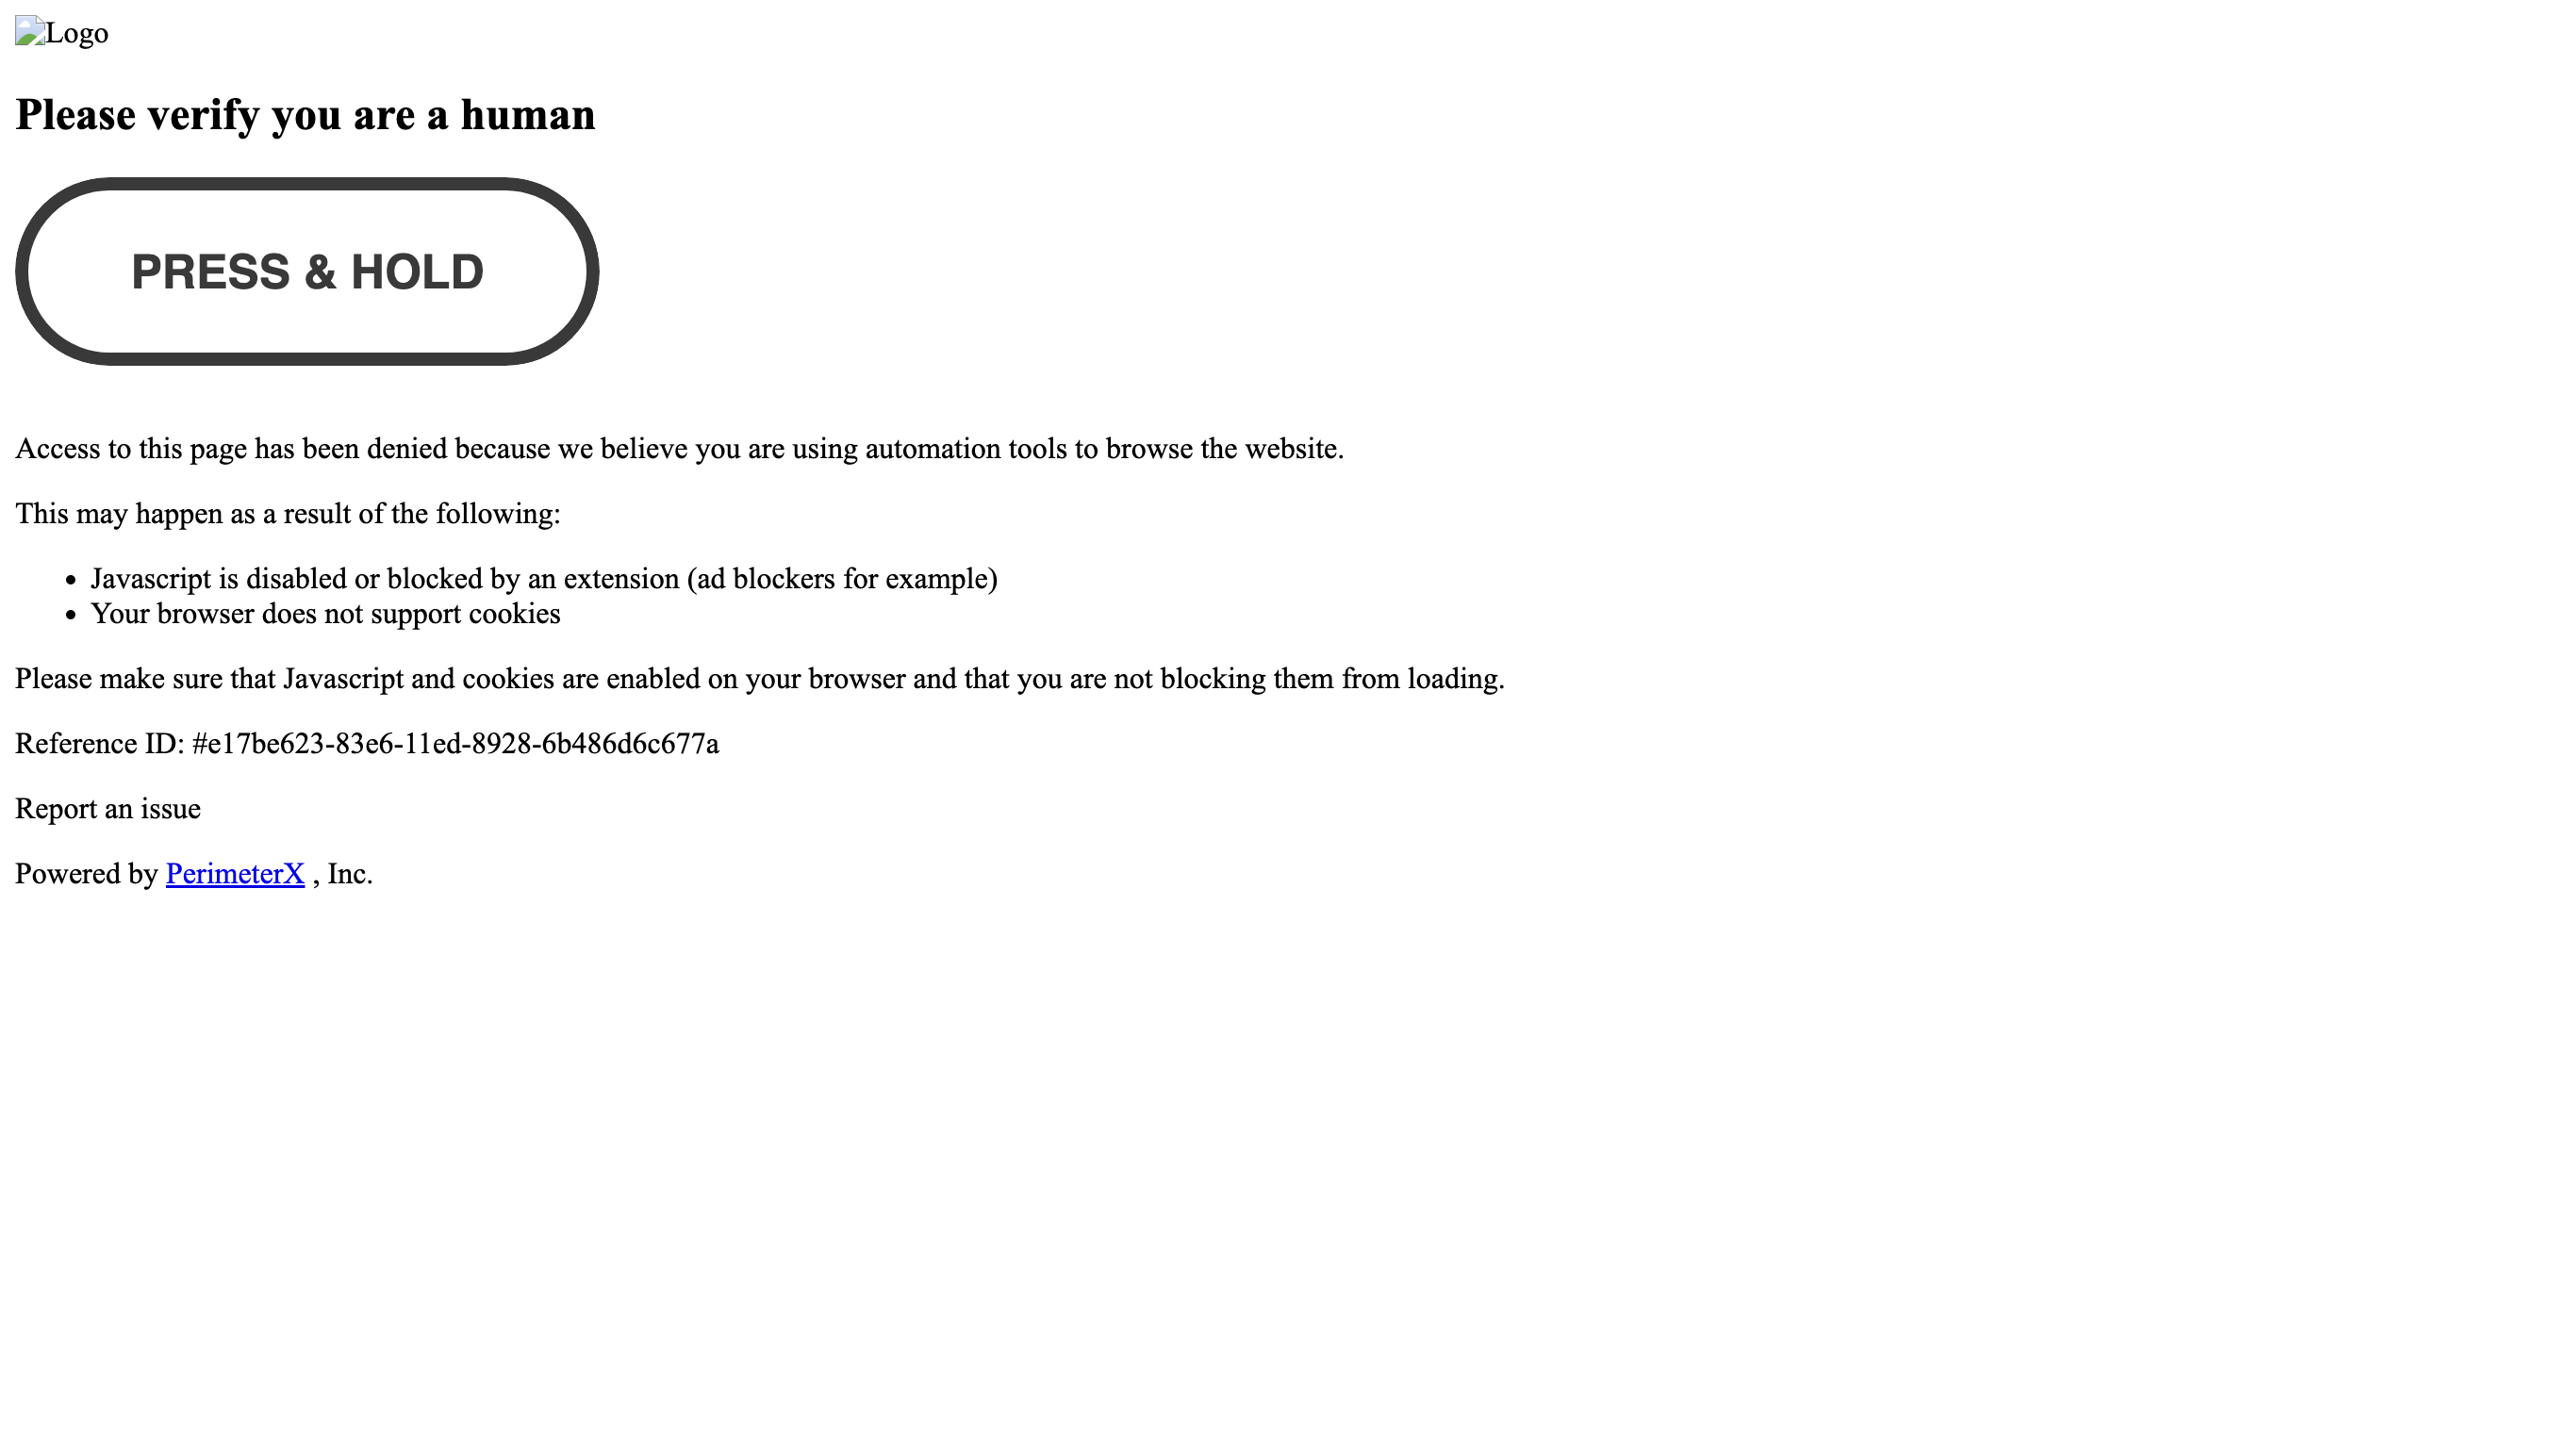 Logo
Please verify you are a human
PRESS & HOLD
Access to this page has been denied because we believe you are using automation tools to browse the website.
This may happen as a result of the following:
• Javascript is disabled or blocked by an extension (ad blockers for example)
• Your browser does not support cookies
Please make sure that Javascript and cookies are enabled on your browser and that you are not blocking them from loading.
Reference ID: #e17be623-83e6-11ed-8928-6b486d6c677a
Report an issue
Powered by PerimeterX , Inc.